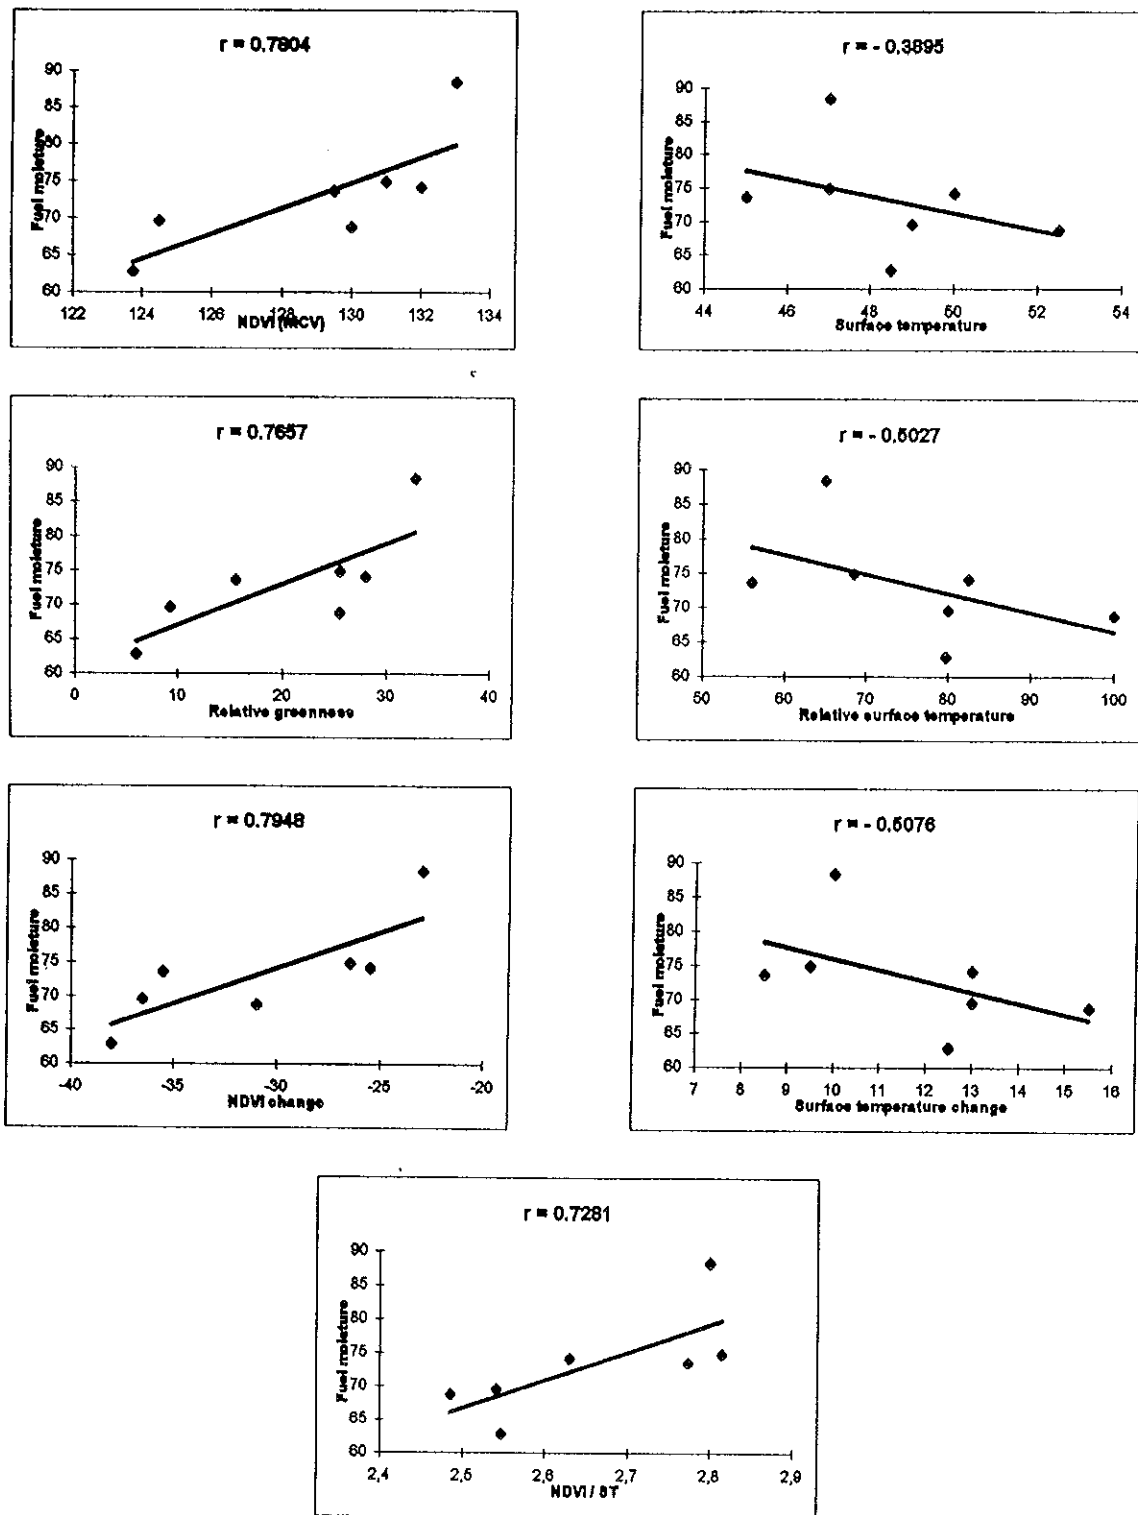 r = 0.7804
90
85
80
75
70
65
60
Fuel moisture
122 124 126 128 130 132 134
NDVI (MCV)
r = - 0.3895
90
85
80
75
70
65
60
Fuel moisture
44 46 48 50 52 54
Surface temperature
r = 0.7657
90
85
80
75
70
65
60
Fuel moisture
0 10 20 30 40
Relative greenness
r = - 0.5027
90
85
80
75
70
65
60
Fuel moisture
50 60 70 80 90 100
Relative surface temperature
r = 0.7948
90
85
80
75
70
65
60
Fuel moisture
-40 -35 -30 -25 -20
NDVI change
r = - 0.5076
90
85
80
75
70
65
60
Fuel moisture
7 8 9 10 11 12 13 14 15 16
Surface temperature change
r = 0.7281
90
85
80
75
70
65
60
Fuel moisture
2,4 2,5 2,6 2,7 2,8 2,9
NDVI / ST